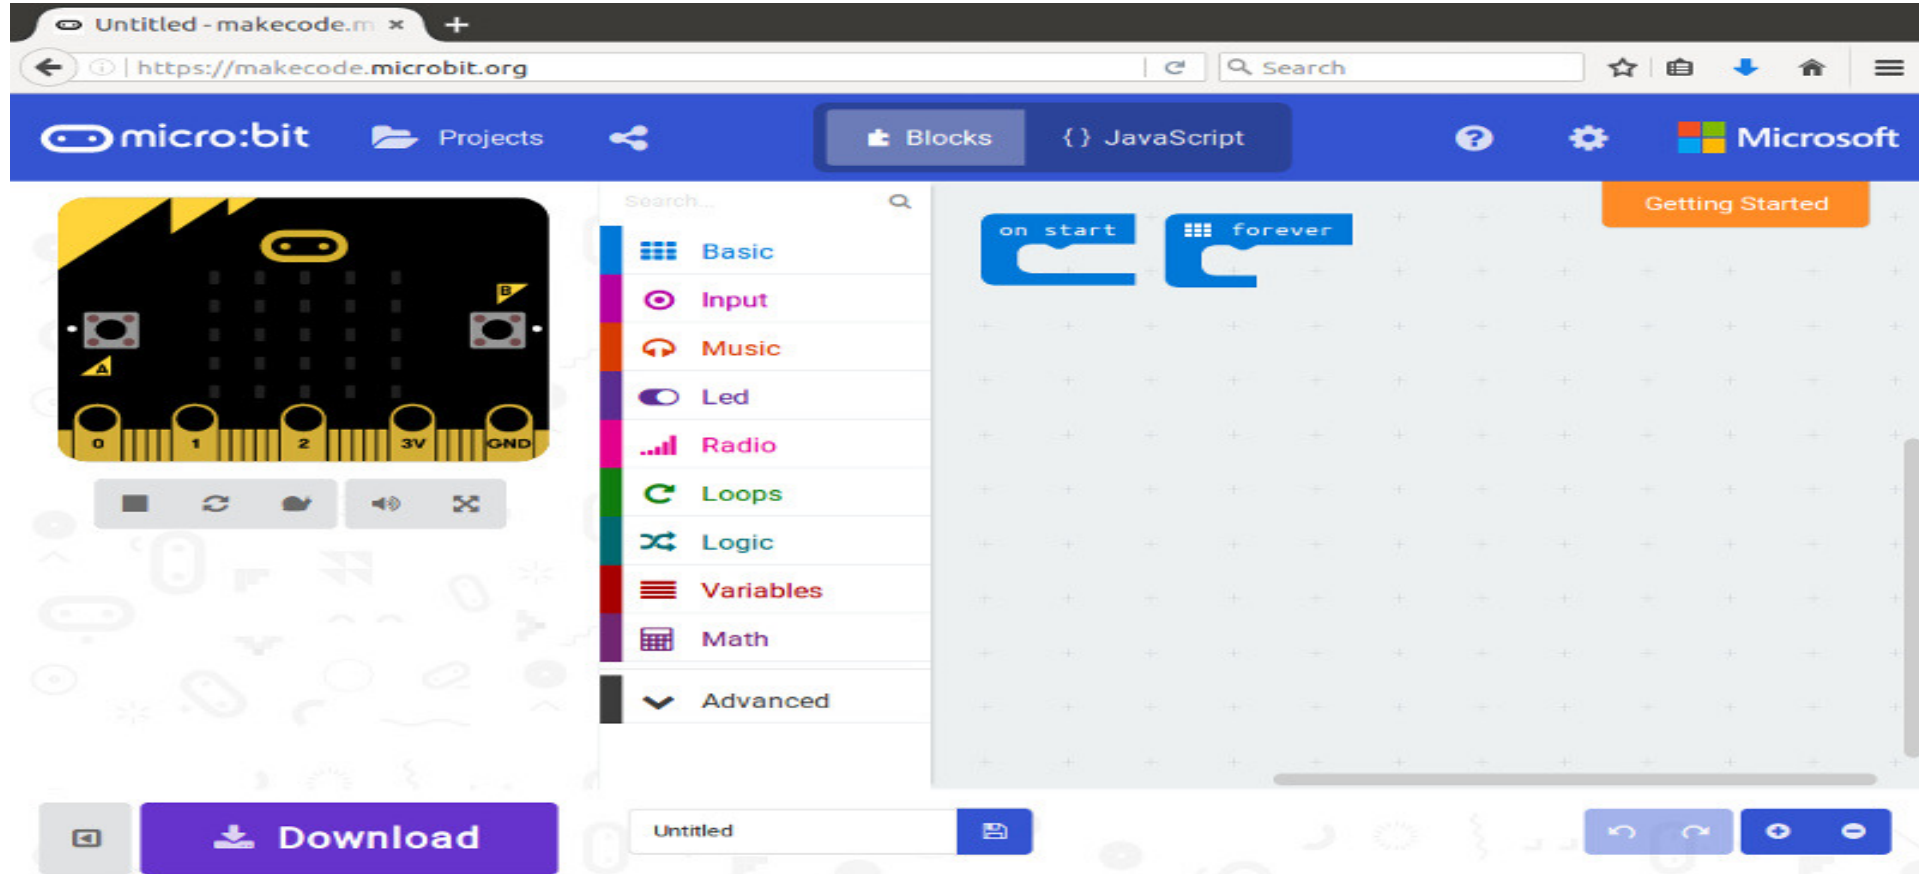 Untitled - makecode.m
https://makecode.microbit.org
Search
micro:bit
Projects
Blocks
{ } JavaScript
Microsoft
Search...
Getting Started
on start
forever
Basic
Input
Music
Led
Radio
Loops
Logic
Variables
Math
Advanced
B
A
0 1 2 3V GND
Download
Untitled